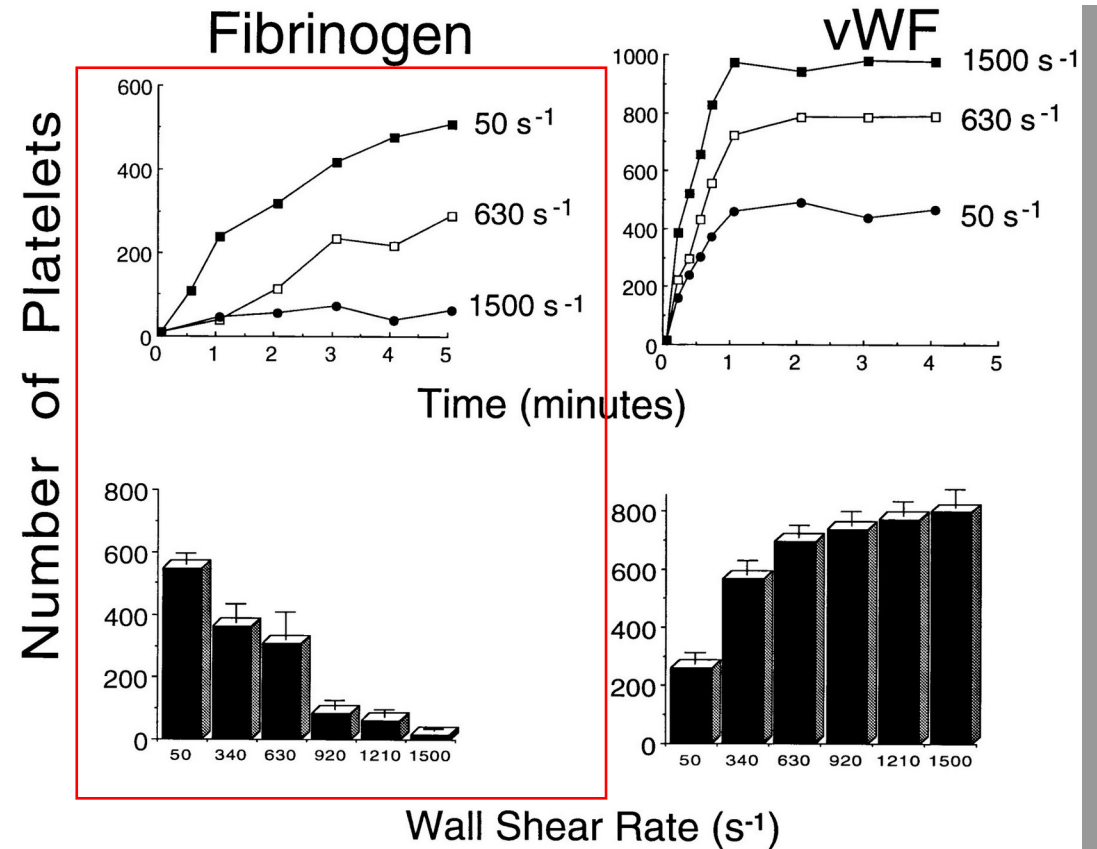 Fibrinogen
vWF
Number of Platelets
600
400
200
0
0 1 2 3 4 5
50 s-1
630 s-1
1500 s-1
1000
800
600
400
200
0
0 1 2 3 4 5
1500 s-1
630 s-1
50 s-1
Time (minutes)
800
600
400
200
0
50 340 630 920 1210 1500
800
600
400
200
0
50 340 630 920 1210 1500
Wall Shear Rate (s-1)